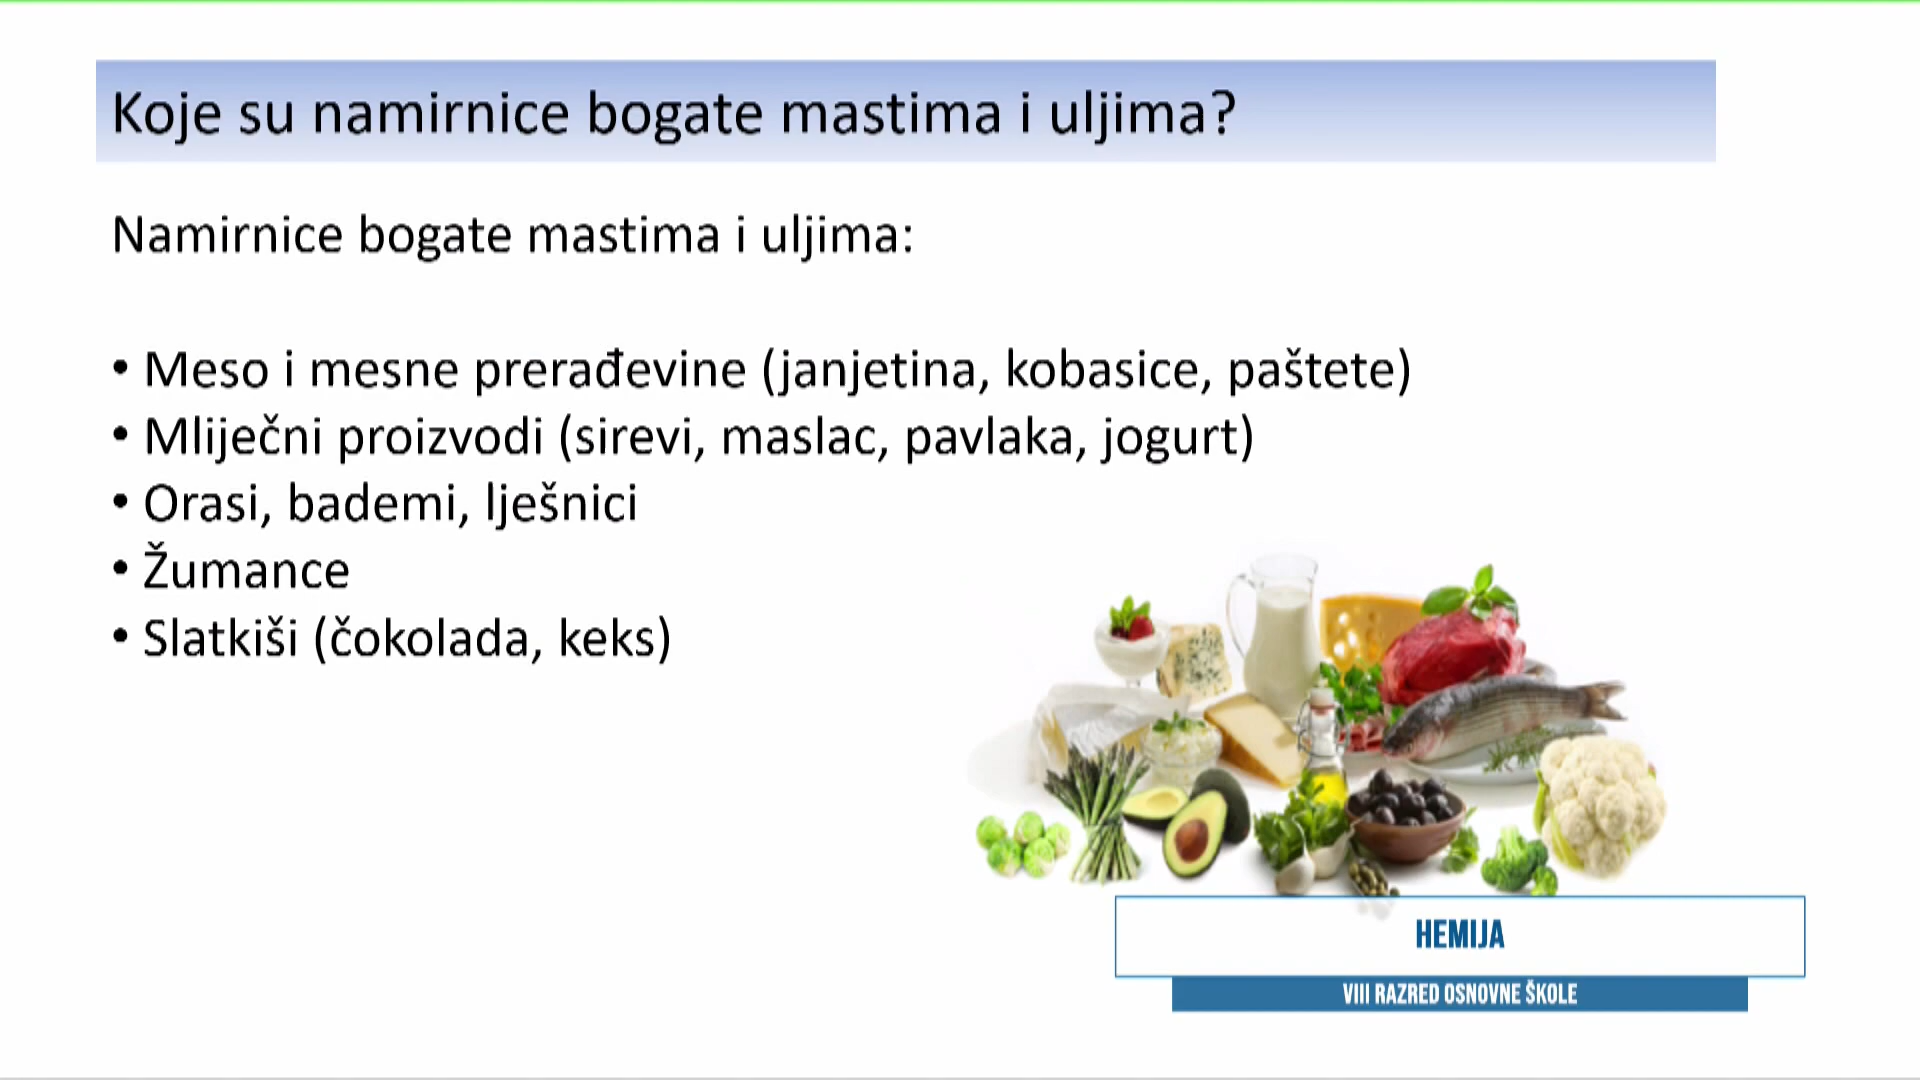 Koje su namirnice bogate mastima i uljima?
Namirnice bogate mastima i uljima:
• Meso i mesne prerađevine (janjetina, kobasice, paštete)
• Mliječni proizvodi (sirevi, maslac, pavlaka, jogurt)
• Orasi, bademi, lješnici
• Žumance
• Slatkiši (čokolada, keks)
HEMIJA
VIII RAZRED OSNOVNE ŠKOLE